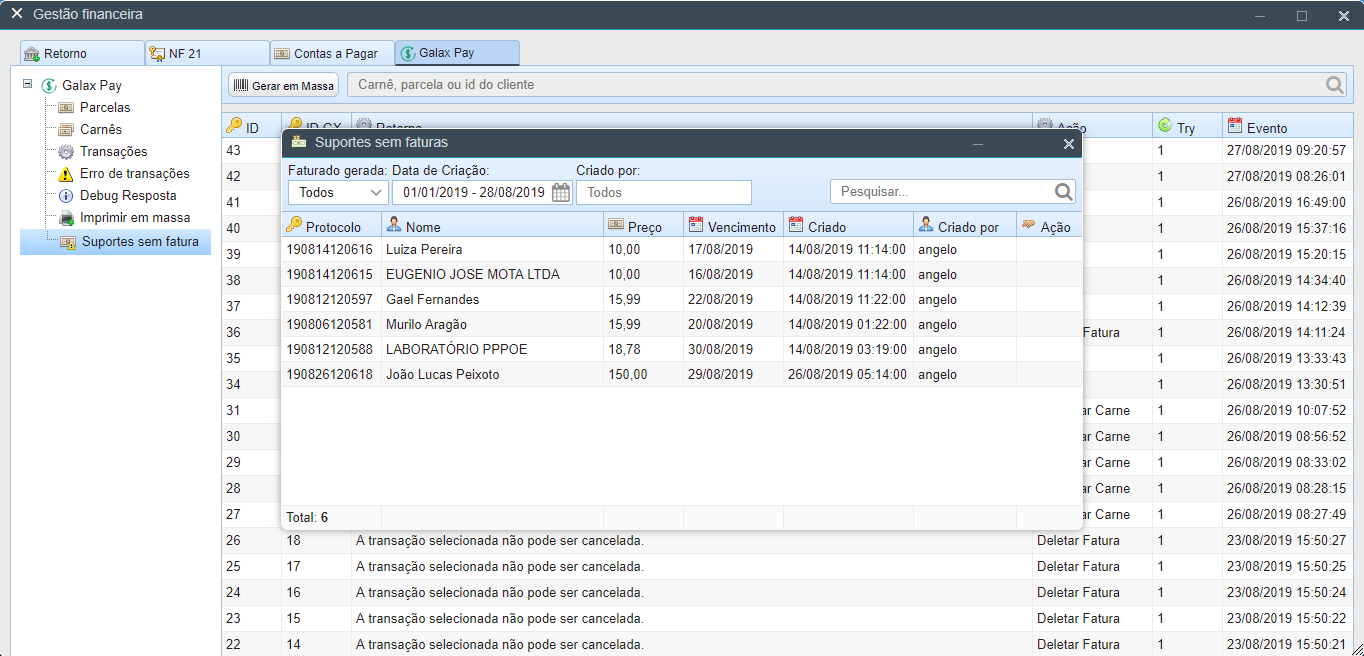 Gestão financeira
Retorno NF 21 Contas a Pagar Galax Pay
Galax Pay
Parcelas
Carnês
Transações
Erro de transações
Debug Resposta
Imprimir em massa
Suportes sem fatura
Gerar em Massa Carnê, parcela ou id do cliente
ID ID GX Retorno Ação Try Evento
43 1 27/08/2019 09:20:57
42 1 27/08/2019 08:26:01
41 1 26/08/2019 16:49:00
40 1 26/08/2019 15:37:16
39 1 26/08/2019 15:20:15
38 1 26/08/2019 14:34:40
37 1 26/08/2019 14:12:39
36 Fatura 1 26/08/2019 14:11:24
35 1 26/08/2019 13:33:43
34 1 26/08/2019 13:30:51
31 ar Carne 1 26/08/2019 10:07:52
30 ar Carne 1 26/08/2019 08:56:52
29 ar Carne 1 26/08/2019 08:33:02
28 ar Carne 1 26/08/2019 08:28:15
27 ar Carne 1 26/08/2019 08:27:49
26 18 A transação selecionada não pode ser cancelada. Deletar Fatura 1 23/08/2019 15:50:27
25 17 A transação selecionada não pode ser cancelada. Deletar Fatura 1 23/08/2019 15:50:25
24 16 A transação selecionada não pode ser cancelada. Deletar Fatura 1 23/08/2019 15:50:24
23 15 A transação selecionada não pode ser cancelada. Deletar Fatura 1 23/08/2019 15:50:22
22 14 A transação selecionada não pode ser cancelada. Deletar Fatura 1 23/08/2019 15:50:21
Suportes sem faturas
Faturado gerada: Data de Criação: Criado por:
Todos 01/01/2019 - 28/08/2019 Todos Pesquisar...
Protocolo Nome Preço Vencimento Criado Criado por Ação
190814120616 Luiza Pereira 10,00 17/08/2019 14/08/2019 11:14:00 angelo
190814120615 EUGENIO JOSE MOTA LTDA 10,00 16/08/2019 14/08/2019 11:14:00 angelo
190812120597 Gael Fernandes 15,99 22/08/2019 14/08/2019 11:22:00 angelo
190806120581 Murilo Aragão 15,99 20/08/2019 14/08/2019 01:22:00 angelo
190812120588 LABORATÓRIO PPPOE 18,78 30/08/2019 14/08/2019 03:19:00 angelo
190826120618 João Lucas Peixoto 150,00 29/08/2019 26/08/2019 05:14:00 angelo
Total: 6